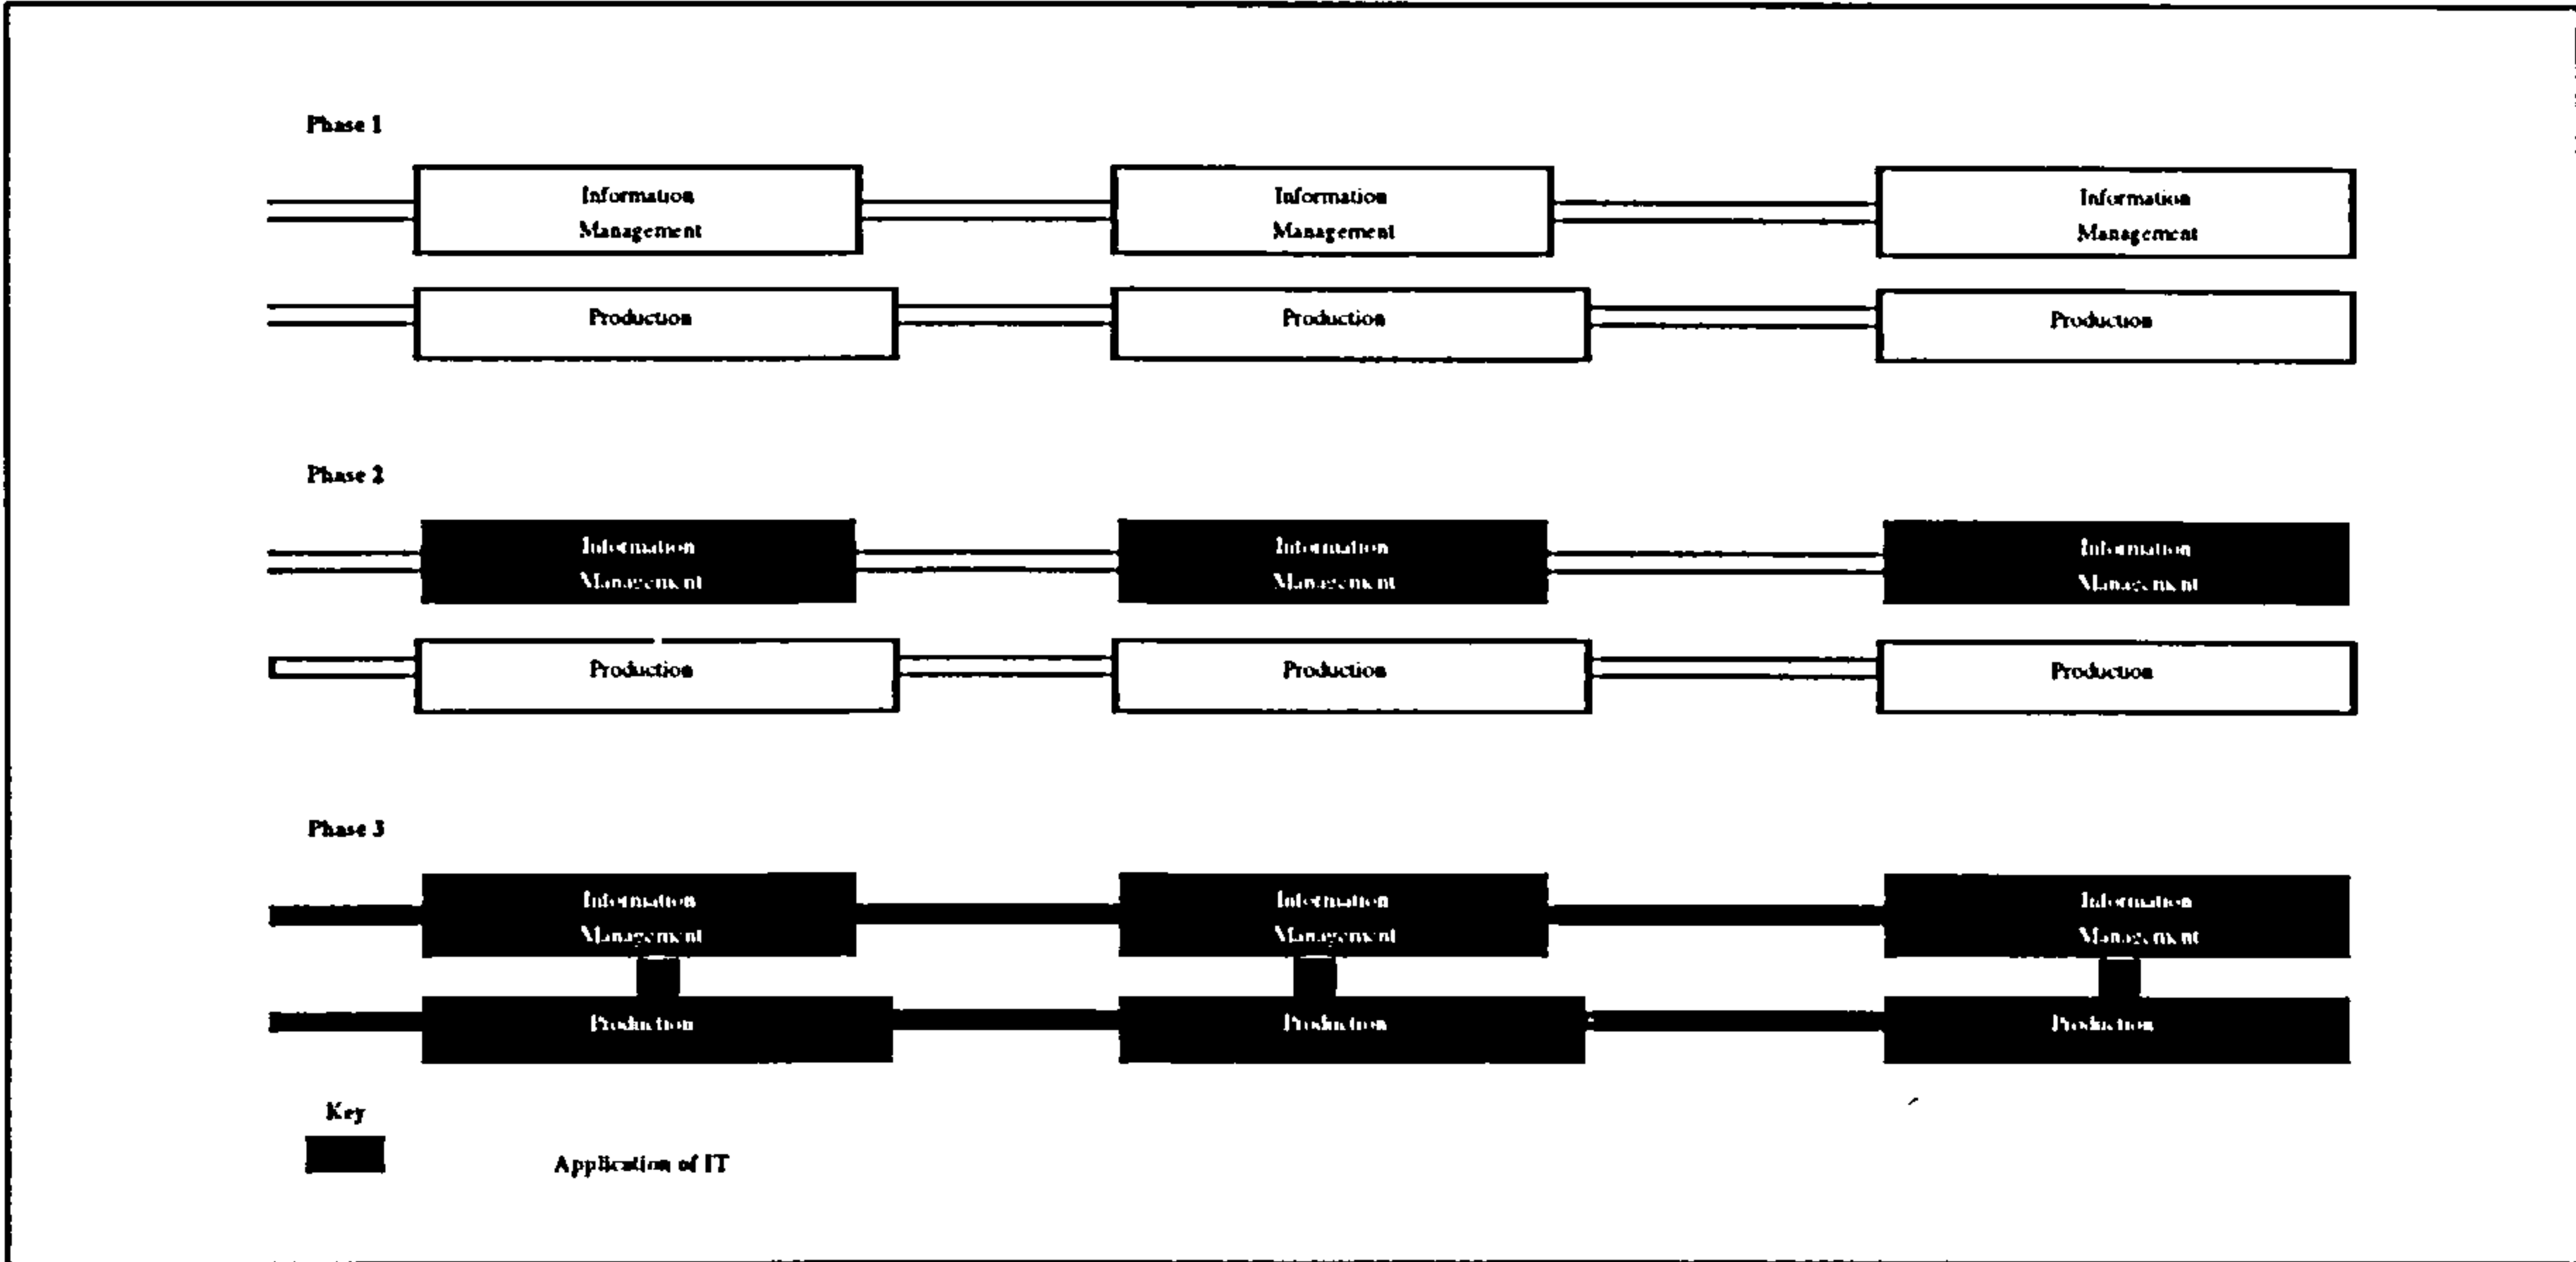 Phase 1
Information
Management
Information
Management
Information
Management
Production
Production
Production
Phase 2
Information
Management
Information
Management
Information
Management
Production
Production
Production
Phase 3
Information
Management
Information
Management
Information
Management
Production
Production
Production
Key
Application of IT